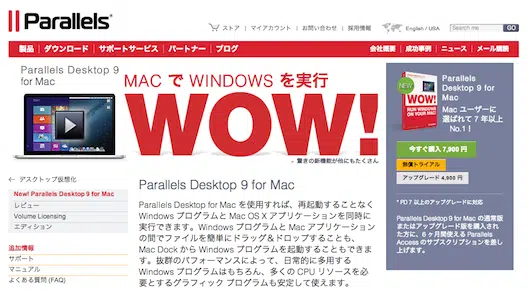 Parallels
ストア マイアカウント お問い合わせ 採用情報 English / USA Search me GO
製品 ダウンロード サポートサービス パートナー ブログ 会社概要 成功事例 ニュース メール購読
Parallels Desktop 9
for Mac
MAC で WINDOWS を実行
WOW!
驚きの新機能が他にもたくさん
NEW
WOW!
RUN WINDOWS
ON YOUR MAC
Parallels
Desktop 9 for
Mac
Mac ユーザーに
選ばれて 7 年以上
No.1 !
今すぐ購入 7,900 円
無償トライアル
アップグレード 4,900 円
* PD 7 以上のアップグレードに対応
Parallels Desktop 9 for Mac の通常版
またはアップグレード版を購入され
た方に、6 ヶ月間使える Parallels
Access のサブスクリプションを差し
上げます。
デスクトップ仮想化
New! Parallels Desktop 9 for Mac
レビュー
Volume Licensing
エディション
追加情報
サポート
マニュアル
よくある質問 (FAQ)
Parallels Desktop 9 for Mac
Parallels Desktop for Mac を使用すれば、再起動することなく
Windows プログラムと Mac OS X アプリケーションを同時に
実行できます。Windows プログラムと Mac アプリケーション
の間でファイルを簡単にドラッグ&ドロップすることも、
Mac Dock から Windows プログラムを起動することもできま
す。抜群のパフォーマンスによって、日常的に多用する
Windows プログラムはもちろん、多くの CPU リソースを必
要とするグラフィック プログラムも安定して使えます。